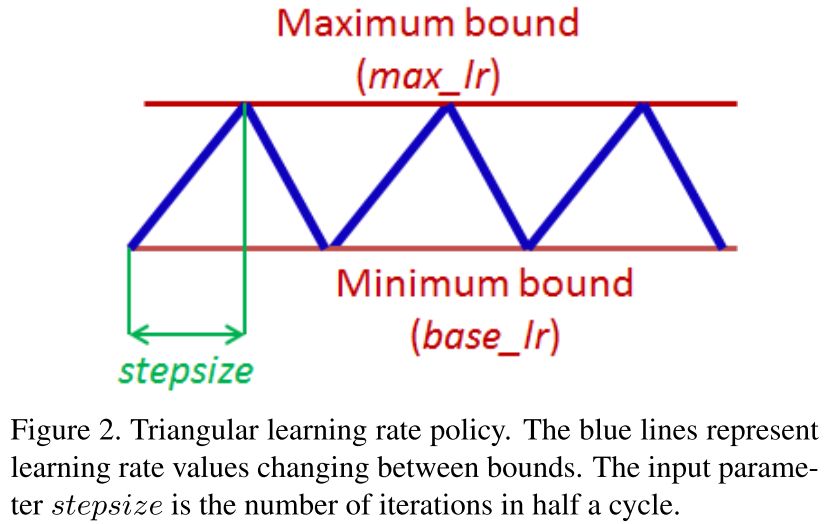 Maximum bound
(max_lr)
Minimum bound
(base_lr)
stepsize
Figure 2. Triangular learning rate policy. The blue lines represent
learning rate values changing between bounds. The input parame-
ter stepsize is the number of iterations in half a cycle.